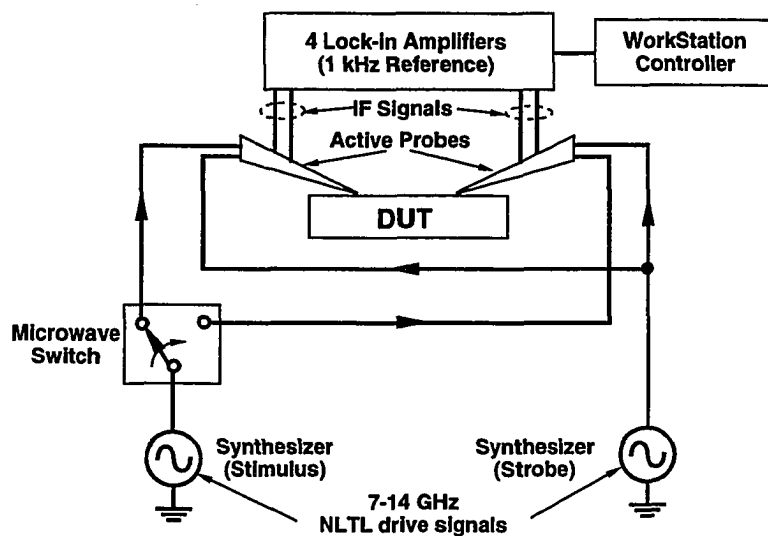 4 Lock-in Amplifiers
(1 kHz Reference)
WorkStation
Controller
IF Signals
Active Probes
DUT
Microwave
Switch
Synthesizer
(Stimulus)
Synthesizer
(Strobe)
7-14 GHz
NLTL drive signals